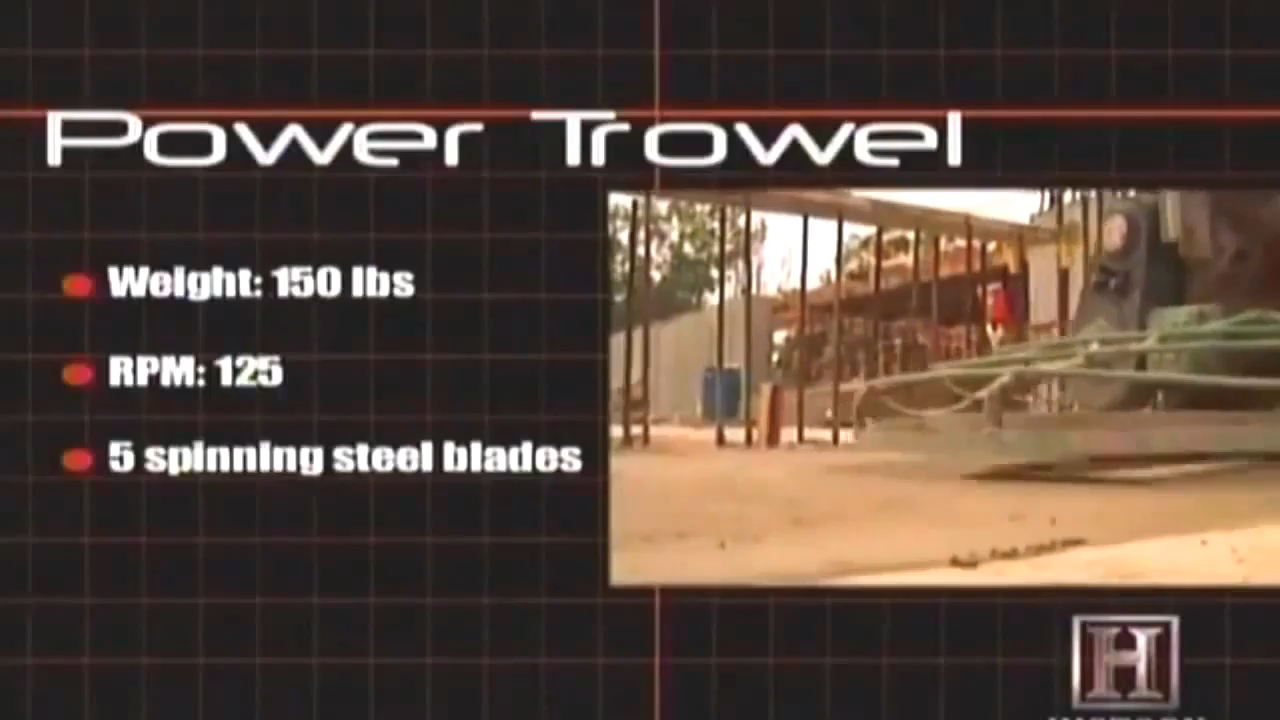 Power Trowel
Weight: 150 lbs
RPM: 125
5 spinning steel blades
H